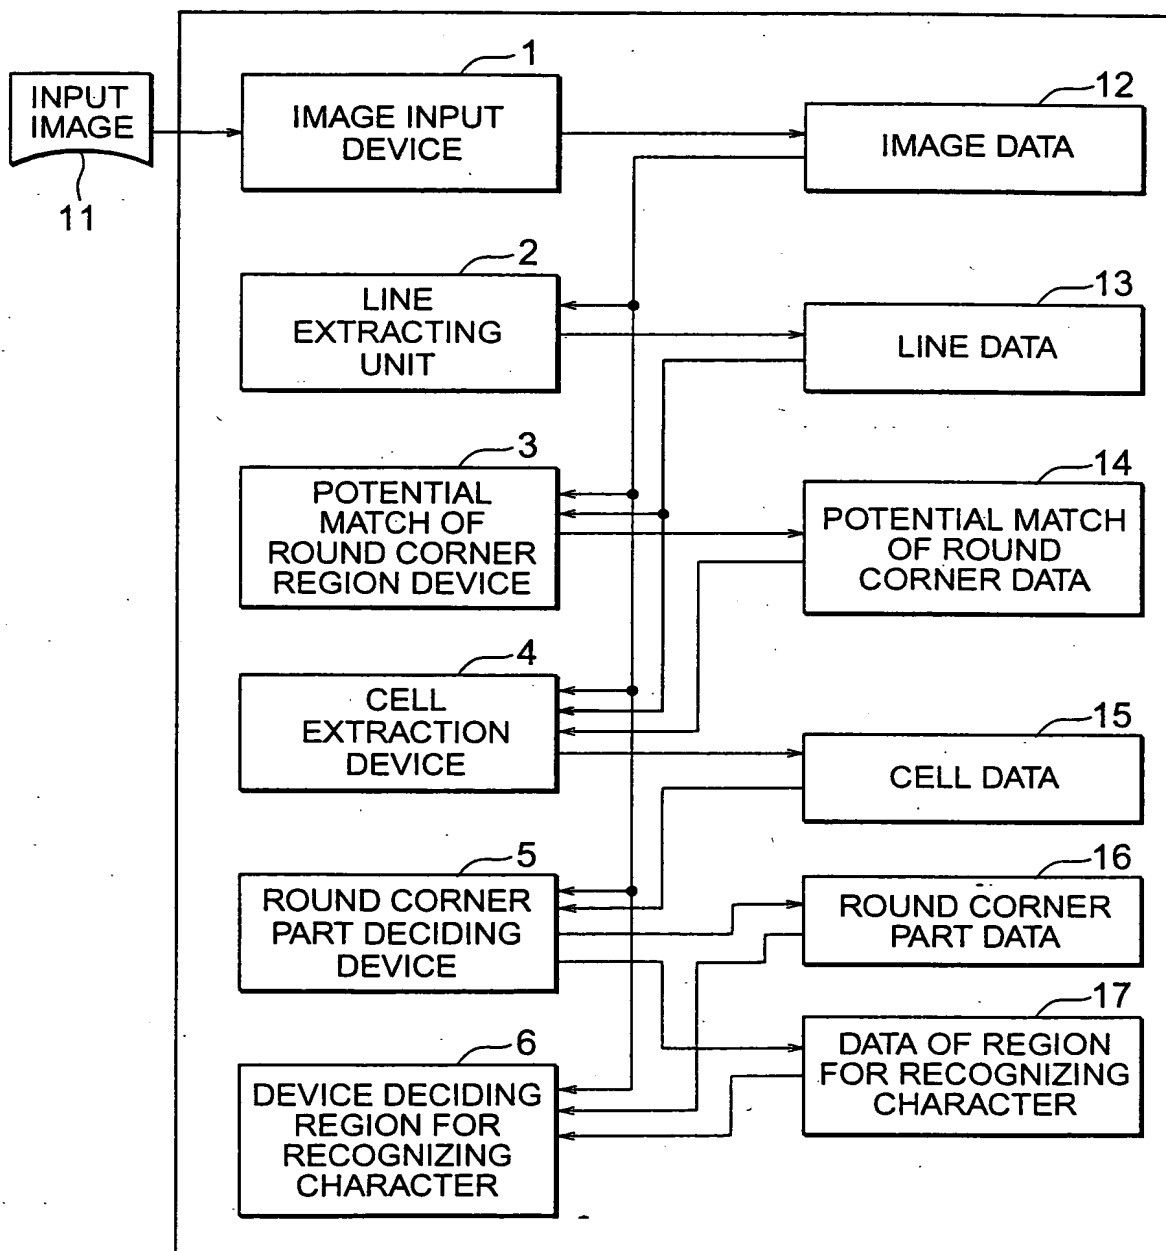 1
INPUT
IMAGE
11
IMAGE INPUT
DEVICE
12
IMAGE DATA
2
LINE
EXTRACTING
UNIT
13
LINE DATA
3
POTENTIAL
MATCH OF
ROUND CORNER
REGION DEVICE
14
POTENTIAL MATCH
OF ROUND
CORNER DATA
4
CELL
EXTRACTION
DEVICE
15
CELL DATA
5
ROUND CORNER
PART DECIDING
DEVICE
16
ROUND CORNER
PART DATA
17
DATA OF REGION
FOR RECOGNIZING
CHARACTER
6
DEVICE DECIDING
REGION FOR
RECOGNIZING
CHARACTER